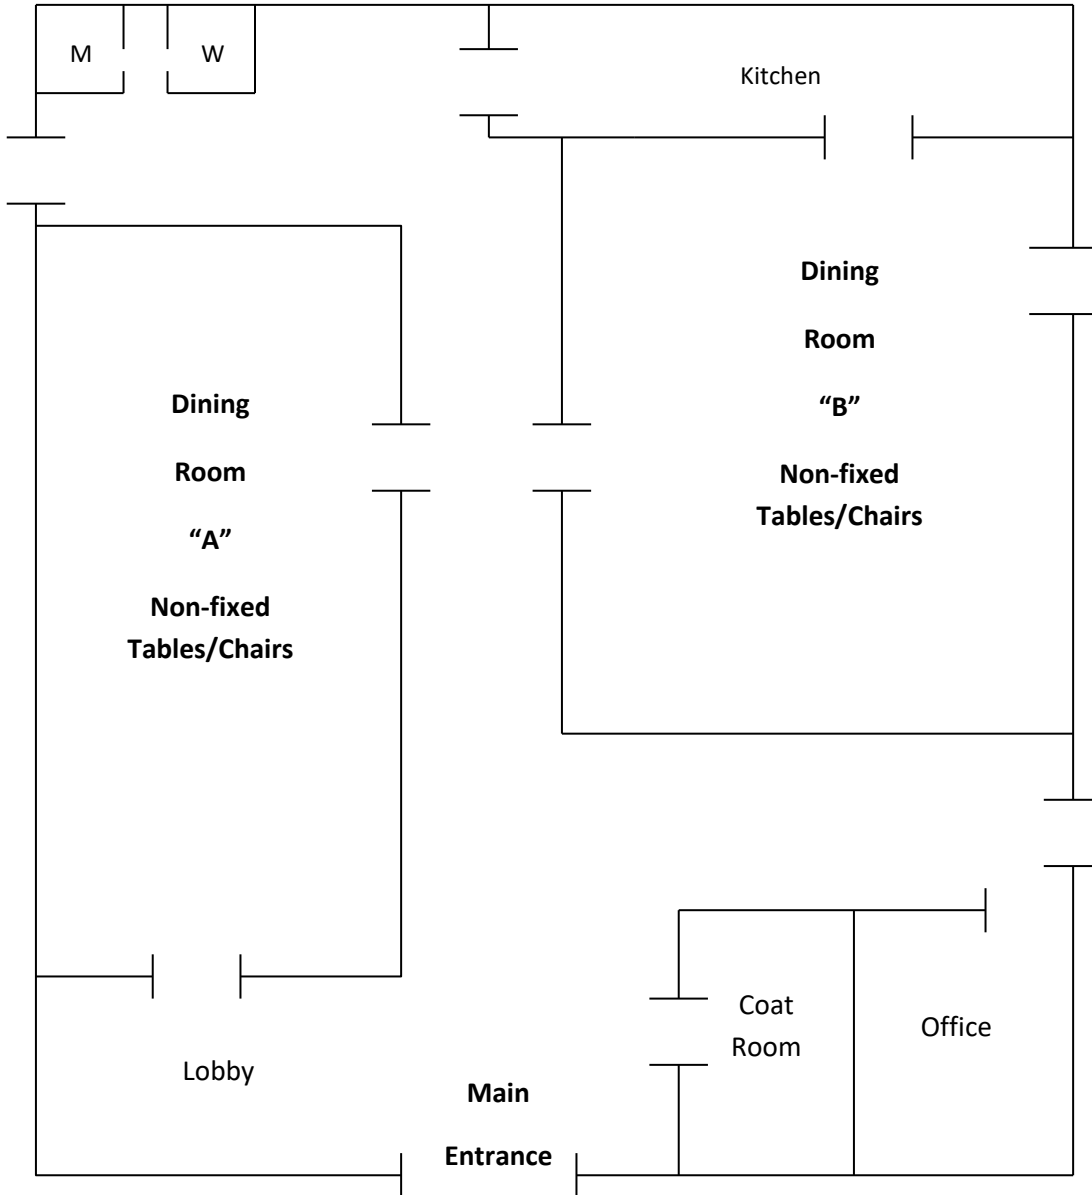 M
W
Kitchen
Dining
Room
“B”
Non-fixed
Tables/Chairs
Dining
Room
“A”
Non-fixed
Tables/Chairs
Coat
Room
Office
Lobby
Main
Entrance